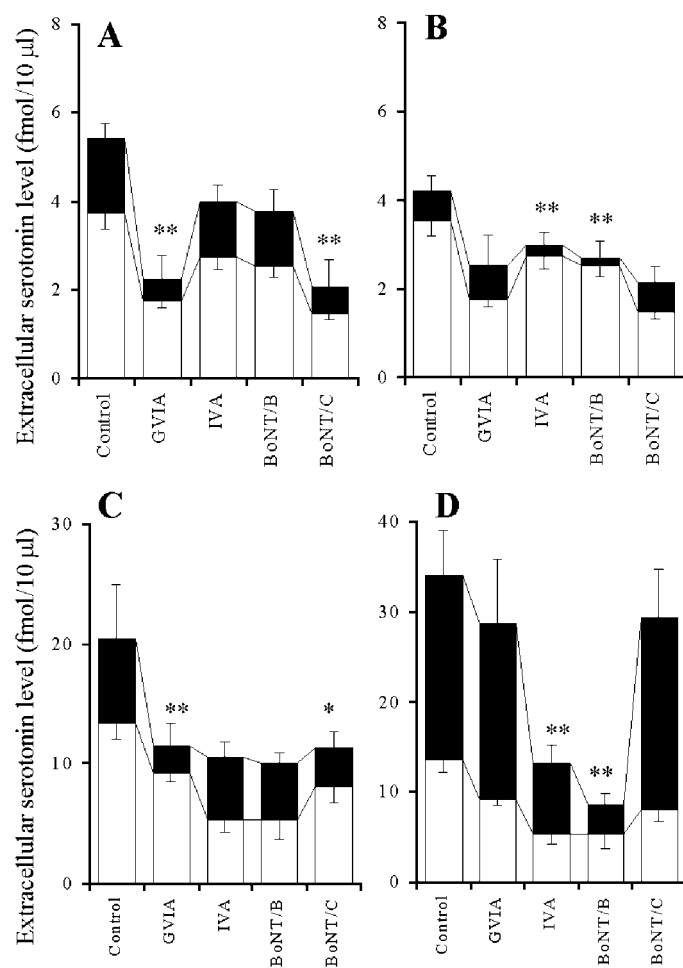 A
B
Extracellular serotonin level (fmol/10 µl)
8
6
4
2
0
**
**
Control
GVIA
IVA
BoNT/B
BoNT/C
8
6
4
2
0
**
**
Control
GVIA
IVA
BoNT/B
BoNT/C
C
D
Extracellular serotonin level (fmol/10 µl)
30
20
10
0
**
*
Control
GVIA
IVA
BoNT/B
BoNT/C
40
30
20
10
0
**
**
Control
GVIA
IVA
BoNT/B
BoNT/C